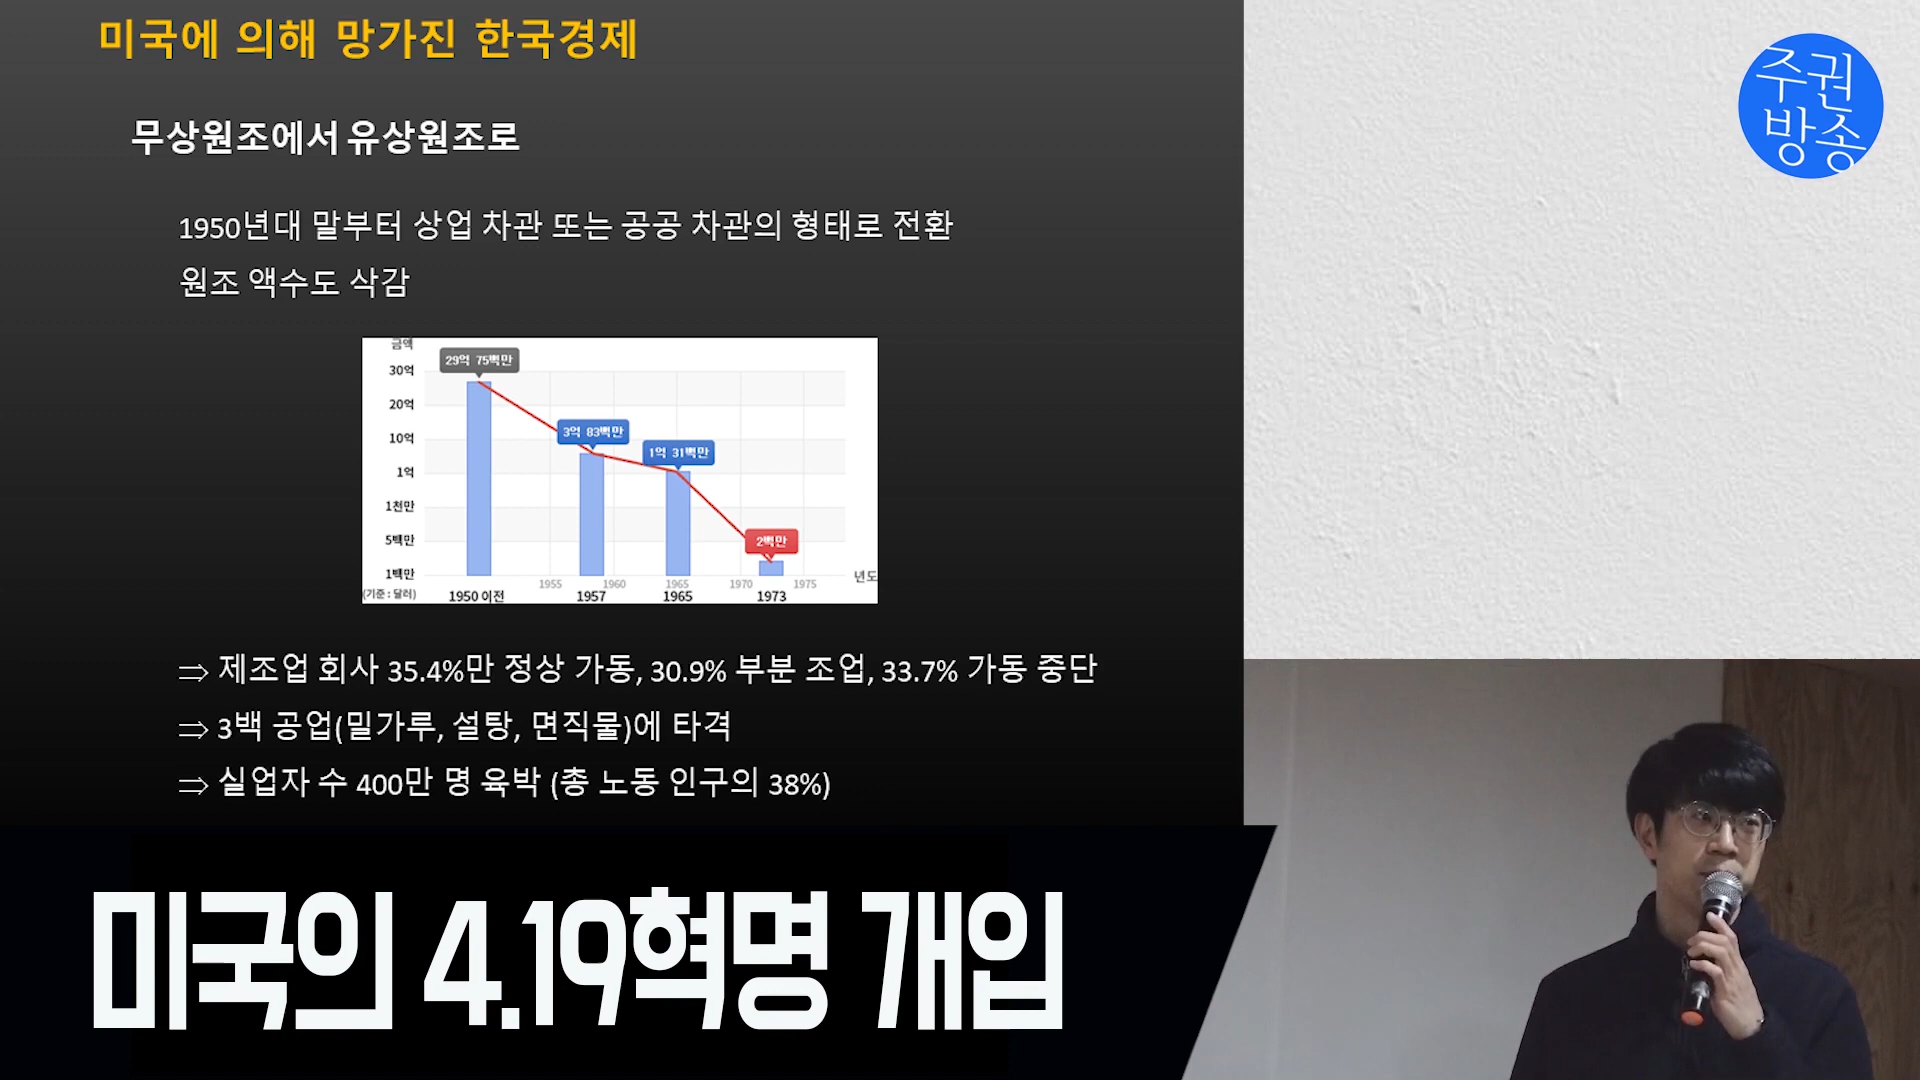 미국에 의해 망가진 한국경제
주권
방송
무상원조에서 유상원조로
1950년대 말부터 상업 차관 또는 공공 차관의 형태로 전환
원조 액수도 삭감
금액
29억 75백만
30억
20억
3억 83백만
10억
1억 31백만
1억
1천만
2백만
5백만
1백만
년도
1955 1960 1965 1970 1975
(기준 : 달러)
1950 이전 1957 1965 1973
⇒ 제조업 회사 35.4%만 정상 가동, 30.9% 부분 조업, 33.7% 가동 중단
⇒ 3백 공업(밀가루, 설탕, 면직물)에 타격
⇒ 실업자 수 400만 명 육박 (총 노동 인구의 38%)
미국의 4.19혁명 개입